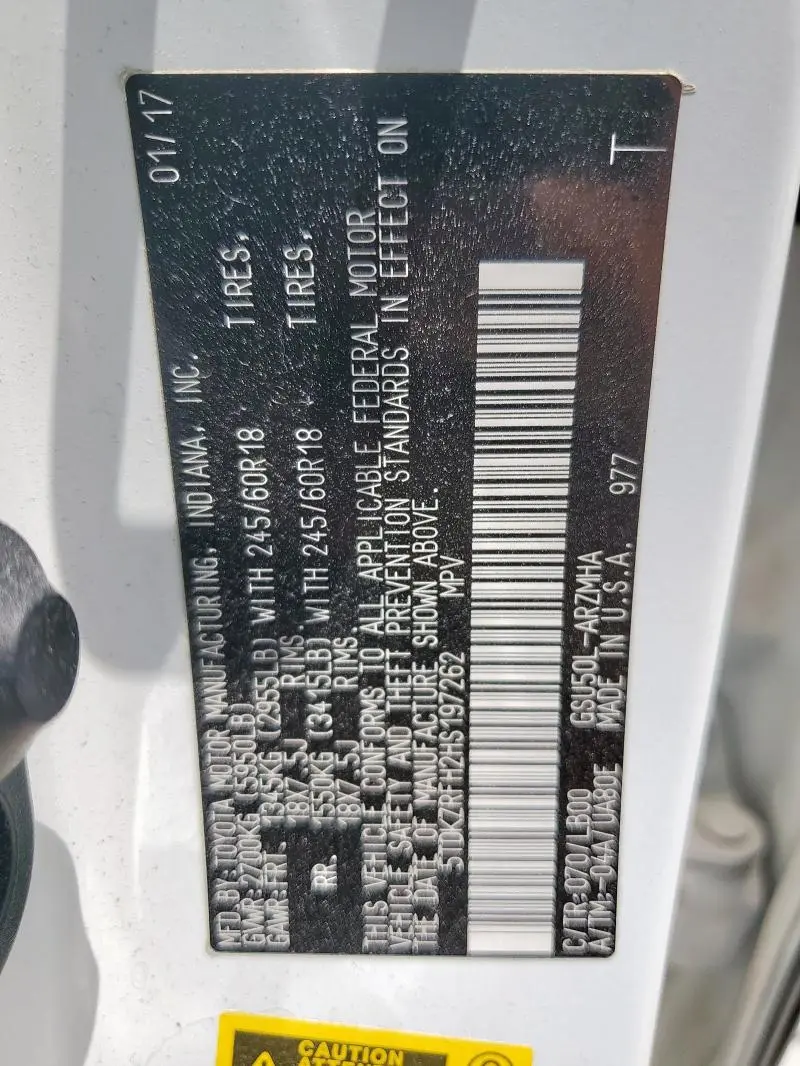 MFD BY: TOYOTA MOTOR MANUFACTURING, INDIANA, INC. 01/17
GVWR: 2700KG (5950LB)
GAWR: FRT. 1345KG (2955LB) WITH 245/60R18 TIRES,
18X7.5J RIMS.
RR. 1550KG (3415LB) WITH 245/60R18 TIRES,
18X7.5J RIMS.
THIS VEHICLE CONFORMS TO ALL APPLICABLE FEDERAL MOTOR
VEHICLE SAFETY AND THEFT PREVENTION STANDARDS IN EFFECT ON
THE DATE OF MANUFACTURE SHOWN ABOVE.
5TDKZRFH2HS197262 MPV
C/TR: 070/LB00 GSU50L-ARZMHA T
A/TM: -04A/UA80E MADE IN U.S.A. 977
CAUTION